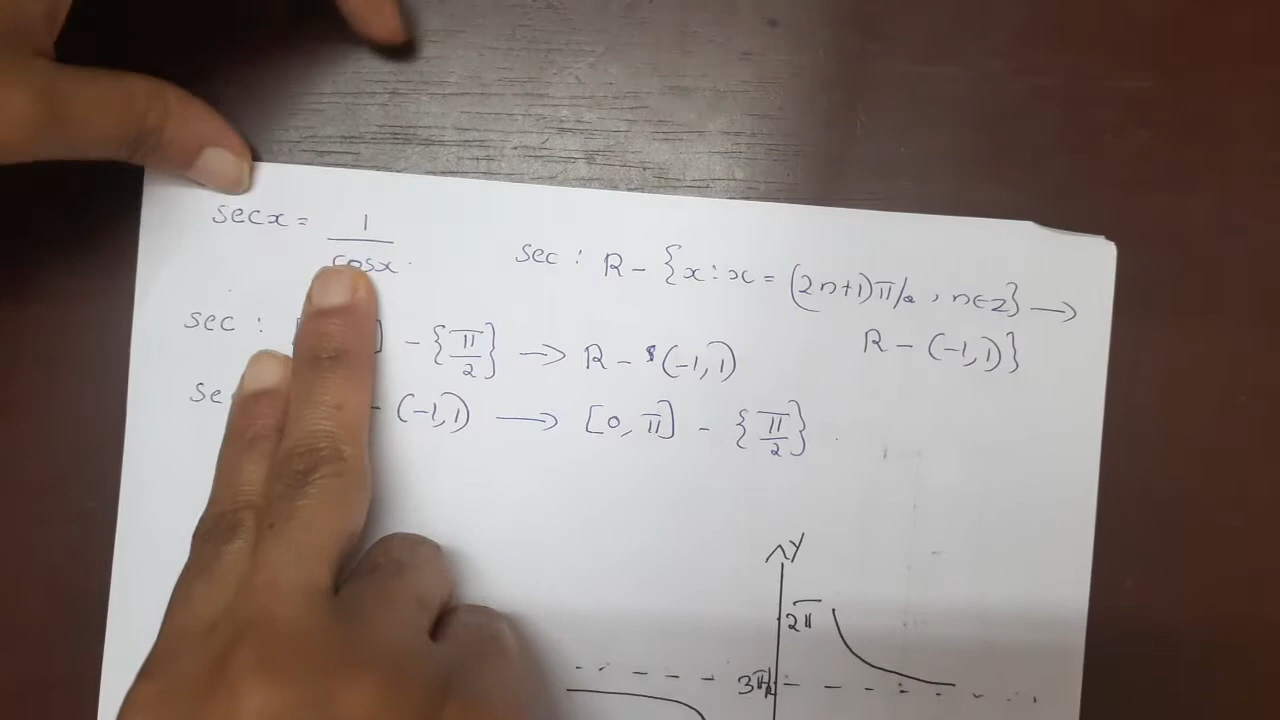 secx = 1/cosx
sec : R - {x : x = (2n+1)π/2, n∈Z} →
R - (-1,1)}
sec : ] - {π/2} → R - (-1,1)
- (-1,1) → [0, π] - {π/2}
Y
2π
3π/2